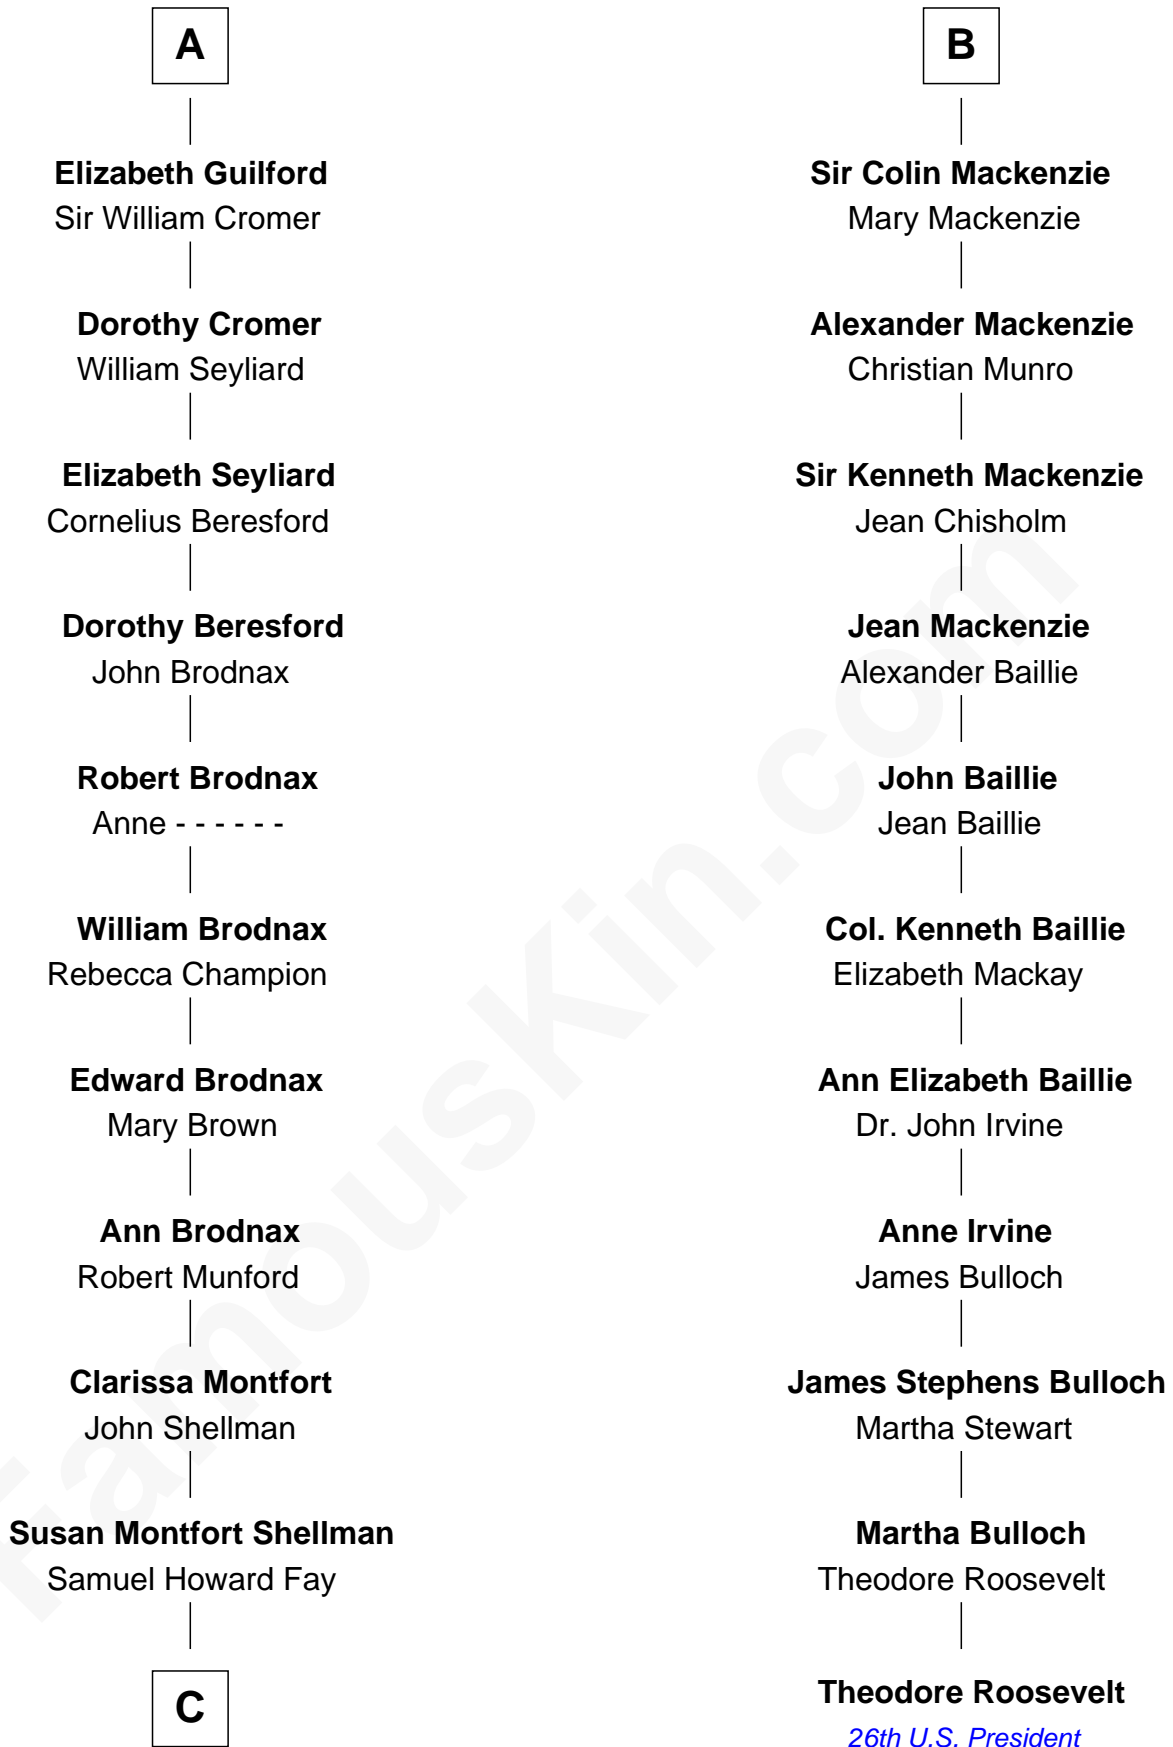 A
Elizabeth Guilford
Sir William Cromer
Dorothy Cromer
William Seyliard
Elizabeth Seyliard
Cornelius Beresford
Dorothy Beresford
John Brodnax
Robert Brodnax
Anne - - - - - -
William Brodnax
Rebecca Champion
Edward Brodnax
Mary Brown
Ann Brodnax
Robert Munford
Clarissa Montfort
John Shellman
Susan Montfort Shellman
Samuel Howard Fay
C
B
Sir Colin Mackenzie
Mary Mackenzie
Alexander Mackenzie
Christian Munro
Sir Kenneth Mackenzie
Jean Chisholm
Jean Mackenzie
Alexander Baillie
John Baillie
Jean Baillie
Col. Kenneth Baillie
Elizabeth Mackay
Ann Elizabeth Baillie
Dr. John Irvine
Anne Irvine
James Bulloch
James Stephens Bulloch
Martha Stewart
Martha Bulloch
Theodore Roosevelt
Theodore Roosevelt
26th U.S. President
FamousKin.com